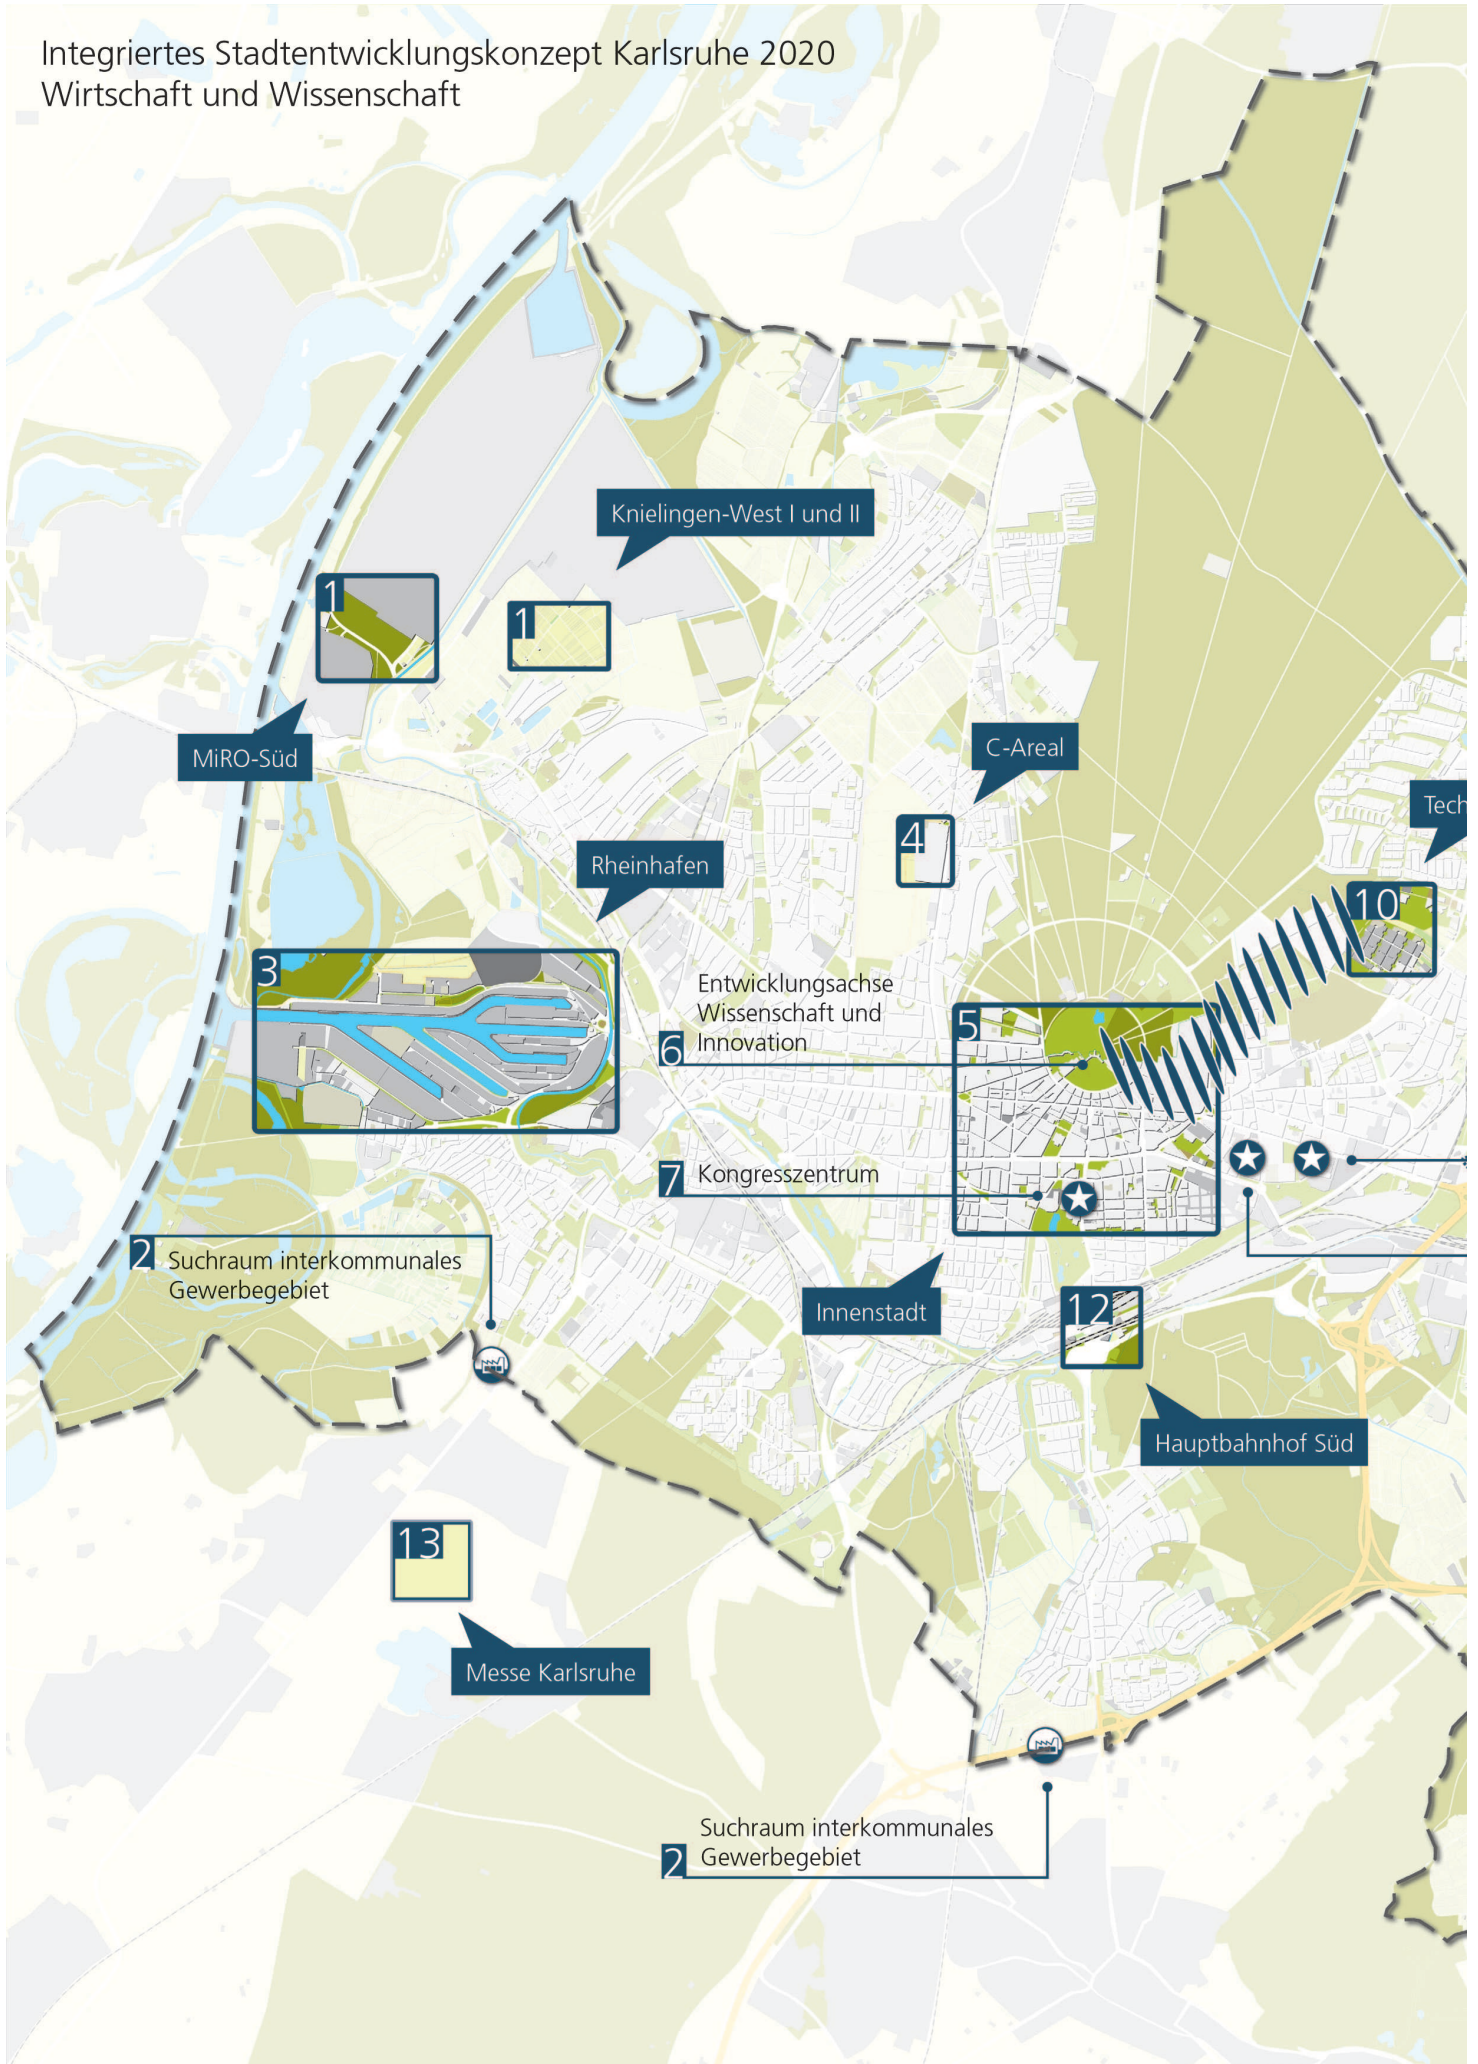 Integriertes Stadtentwicklungskonzept Karlsruhe 2020
Wirtschaft und Wissenschaft
Knielingen-West I und II
1
1
MiRO-Süd
C-Areal
Tech
4
Rheinhafen
10
3
Entwicklungsachse
Wissenschaft und
6 Innovation
5
7 Kongresszentrum
2 Suchraum interkommunales
Gewerbegebiet
Innenstadt
12
Hauptbahnhof Süd
13
Messe Karlsruhe
Suchraum interkommunales
2 Gewerbegebiet